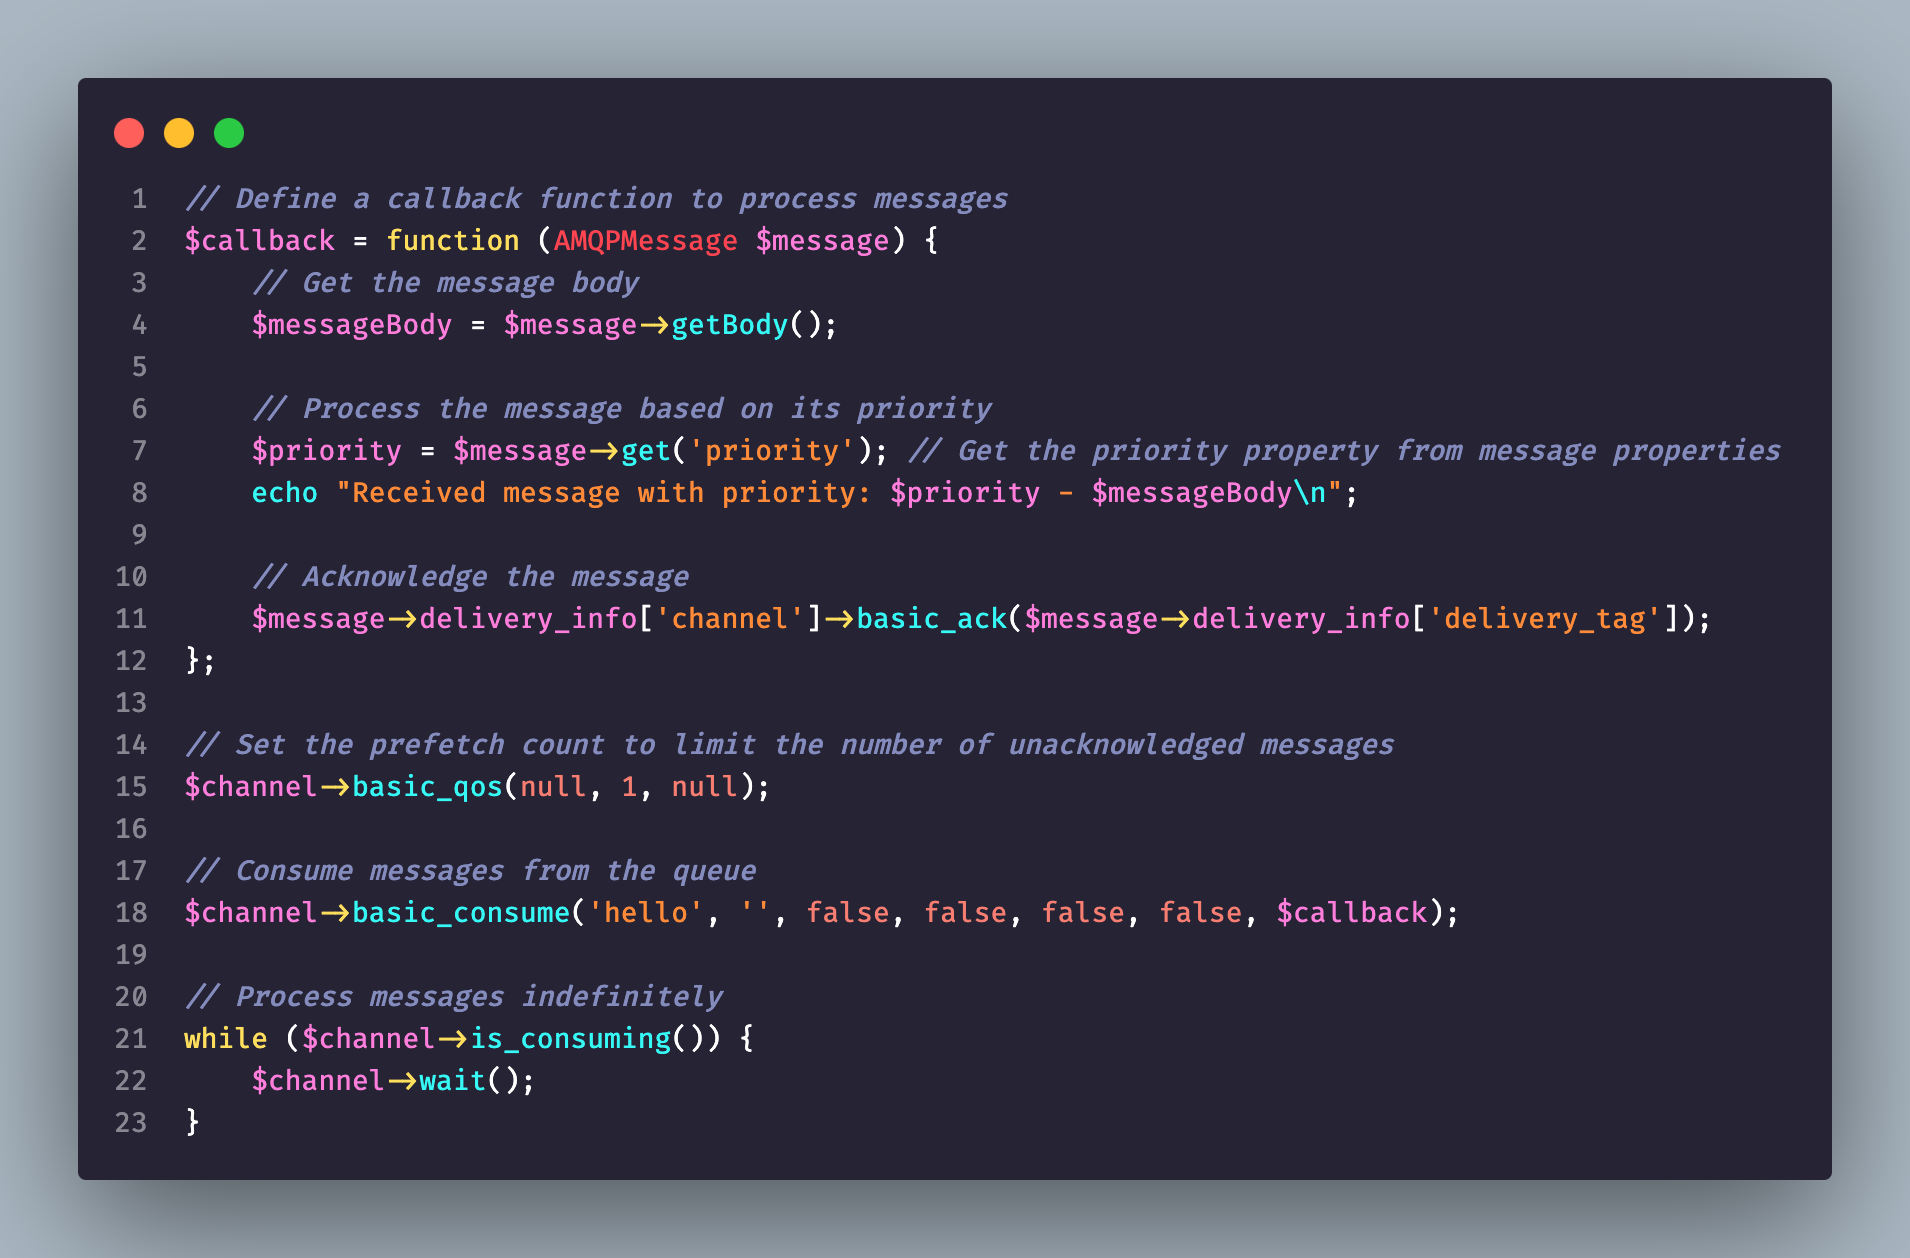 1 // Define a callback function to process messages
2 $callback = function (AMQPMessage $message) {
3     // Get the message body
4     $messageBody = $message->getBody();
5
6     // Process the message based on its priority
7     $priority = $message->get('priority'); // Get the priority property from message properties
8     echo "Received message with priority: $priority - $messageBody\n";
9
10     // Acknowledge the message
11     $message->delivery_info['channel']->basic_ack($message->delivery_info['delivery_tag']);
12 };
13
14 // Set the prefetch count to limit the number of unacknowledged messages
15 $channel->basic_qos(null, 1, null);
16
17 // Consume messages from the queue
18 $channel->basic_consume('hello', '', false, false, false, false, $callback);
19
20 // Process messages indefinitely
21 while ($channel->is_consuming()) {
22     $channel->wait();
23 }